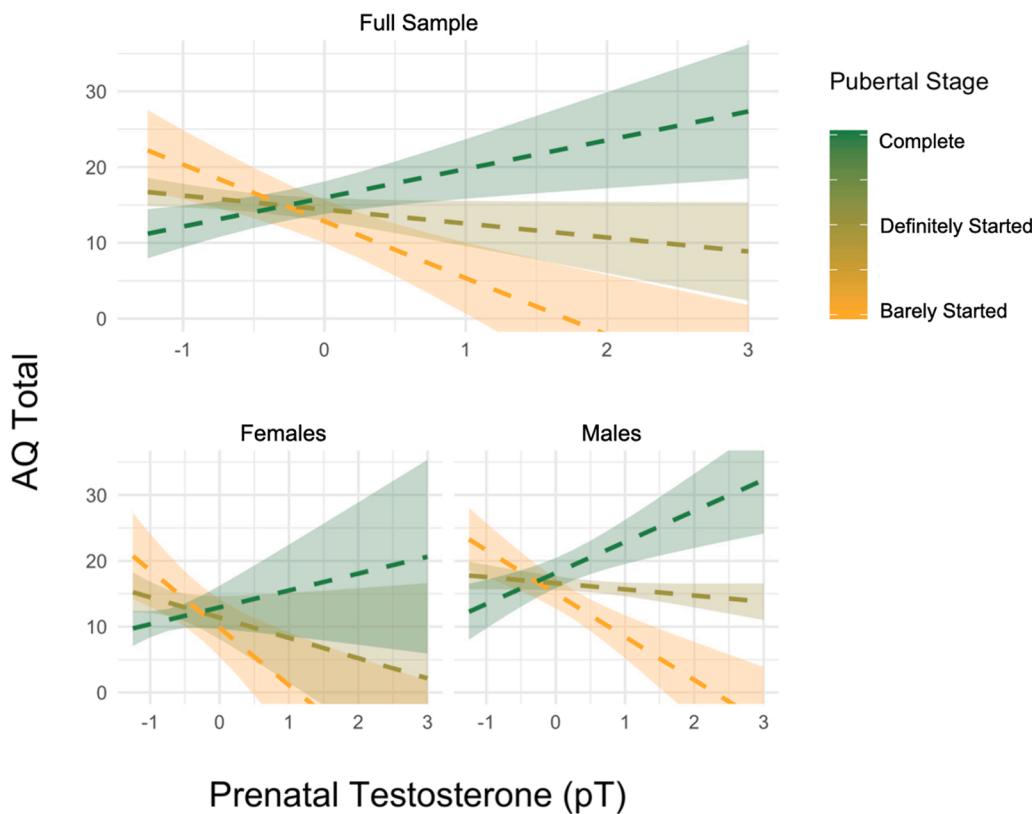 Full Sample
30
20
10
0
-1 0 1 2 3
Pubertal Stage
Complete
Definitely Started
Barely Started
AQ Total
Females Males
30
20
10
0
-1 0 1 2 3 -1 0 1 2 3
Prenatal Testosterone (pT)